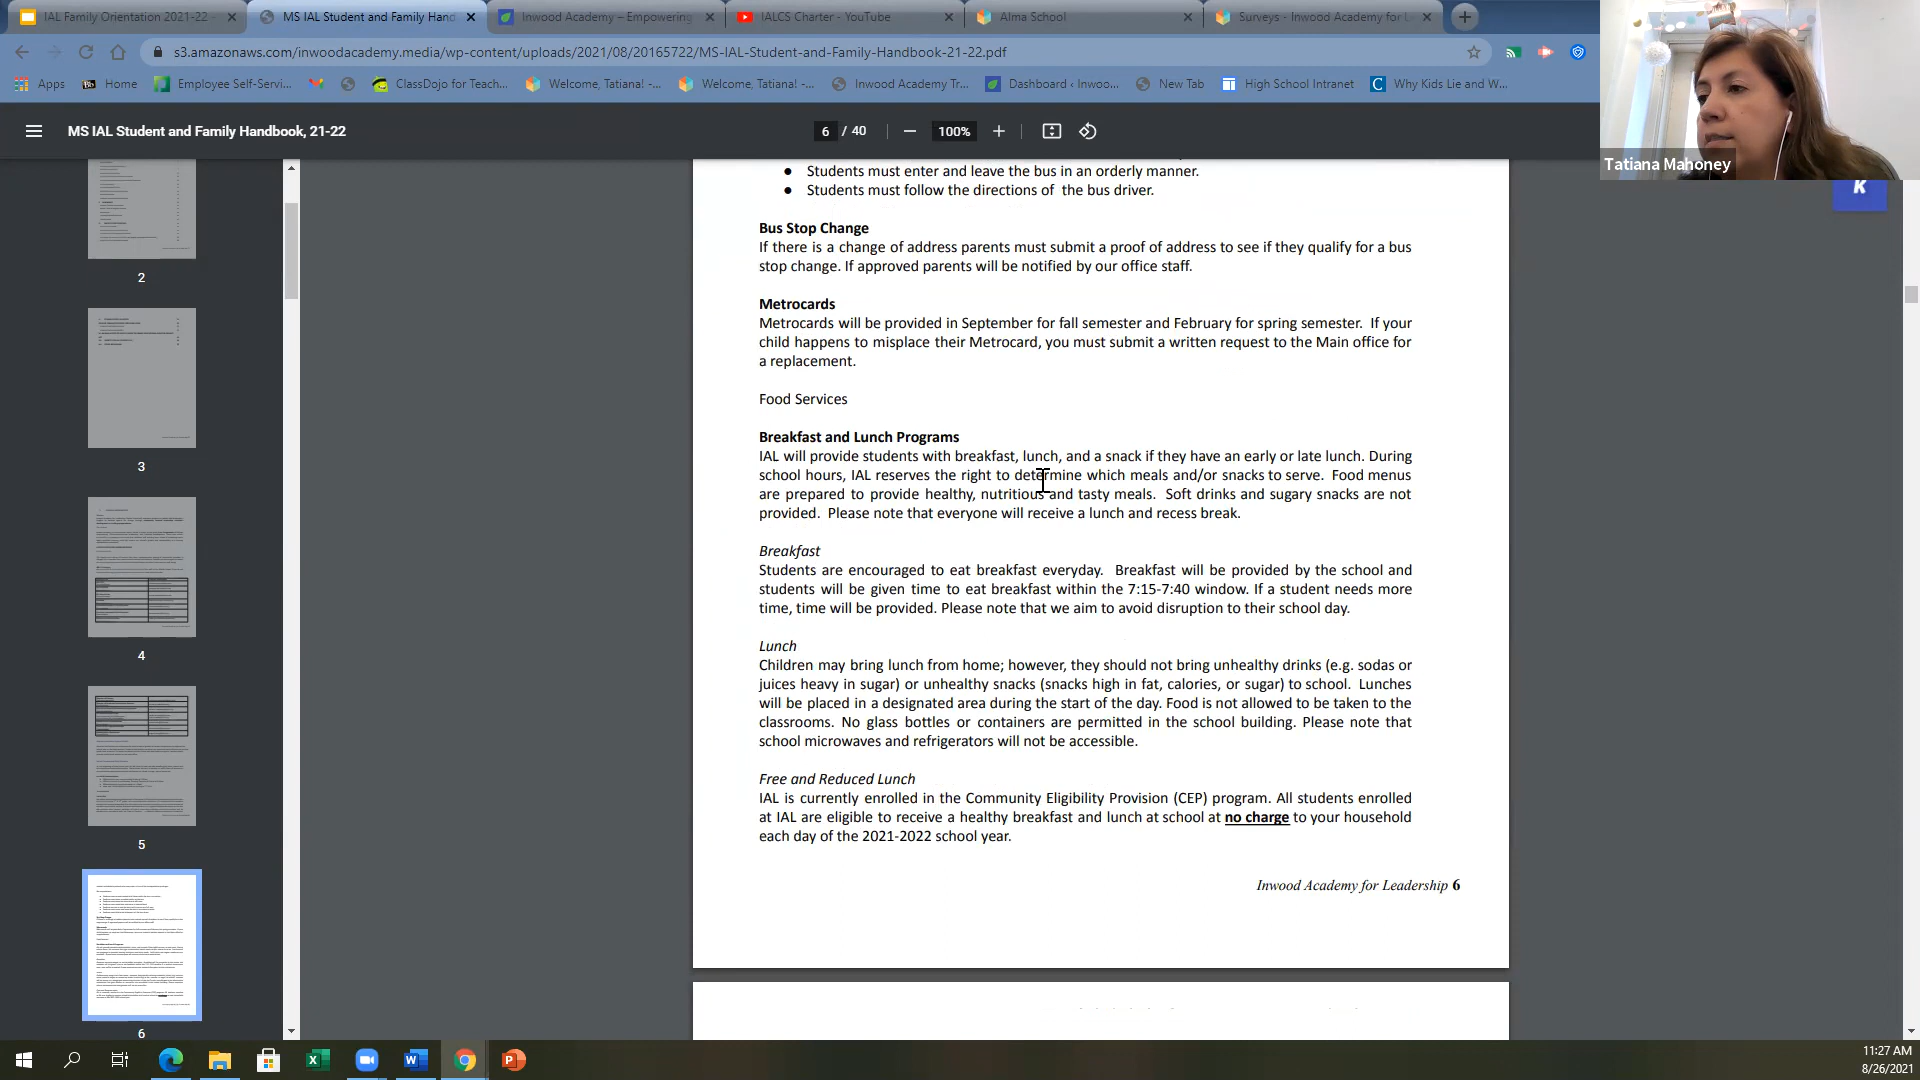 IAL Family Orientation 2021-22 -
MS IAL Student and Family Hand
Inwood Academy – Empowering
IALCS Charter - YouTube
Alma School
Surveys - Inwood Academy for L
s3.amazonaws.com/inwoodacademy.media/wp-content/uploads/2021/08/20165722/MS-IAL-Student-and-Family-Handbook-21-22.pdf
Apps
Home
Employee Self-Servi...
ClassDojo for Teach...
Welcome, Tatiana! -...
Welcome, Tatiana! -...
Inwood Academy Tr...
Dashboard ‹ Inwoo...
New Tab
High School Intranet
Why Kids Lie and W...
MS IAL Student and Family Handbook, 21-22
6 / 40
100%
Tatiana Mahoney
K
2
3
4
5
6
● Students must enter and leave the bus in an orderly manner.
● Students must follow the directions of the bus driver.
Bus Stop Change
If there is a change of address parents must submit a proof of address to see if they qualify for a bus
stop change. If approved parents will be notified by our office staff.
Metrocards
Metrocards will be provided in September for fall semester and February for spring semester. If your
child happens to misplace their Metrocard, you must submit a written request to the Main office for
a replacement.
Food Services
Breakfast and Lunch Programs
IAL will provide students with breakfast, lunch, and a snack if they have an early or late lunch. During
school hours, IAL reserves the right to determine which meals and/or snacks to serve. Food menus
are prepared to provide healthy, nutritious and tasty meals. Soft drinks and sugary snacks are not
provided. Please note that everyone will receive a lunch and recess break.
Breakfast
Students are encouraged to eat breakfast everyday. Breakfast will be provided by the school and
students will be given time to eat breakfast within the 7:15-7:40 window. If a student needs more
time, time will be provided. Please note that we aim to avoid disruption to their school day.
Lunch
Children may bring lunch from home; however, they should not bring unhealthy drinks (e.g. sodas or
juices heavy in sugar) or unhealthy snacks (snacks high in fat, calories, or sugar) to school. Lunches
will be placed in a designated area during the start of the day. Food is not allowed to be taken to the
classrooms. No glass bottles or containers are permitted in the school building. Please note that
school microwaves and refrigerators will not be accessible.
Free and Reduced Lunch
IAL is currently enrolled in the Community Eligibility Provision (CEP) program. All students enrolled
at IAL are eligible to receive a healthy breakfast and lunch at school at no charge to your household
each day of the 2021-2022 school year.
Inwood Academy for Leadership 6
11:27 AM
8/26/2021